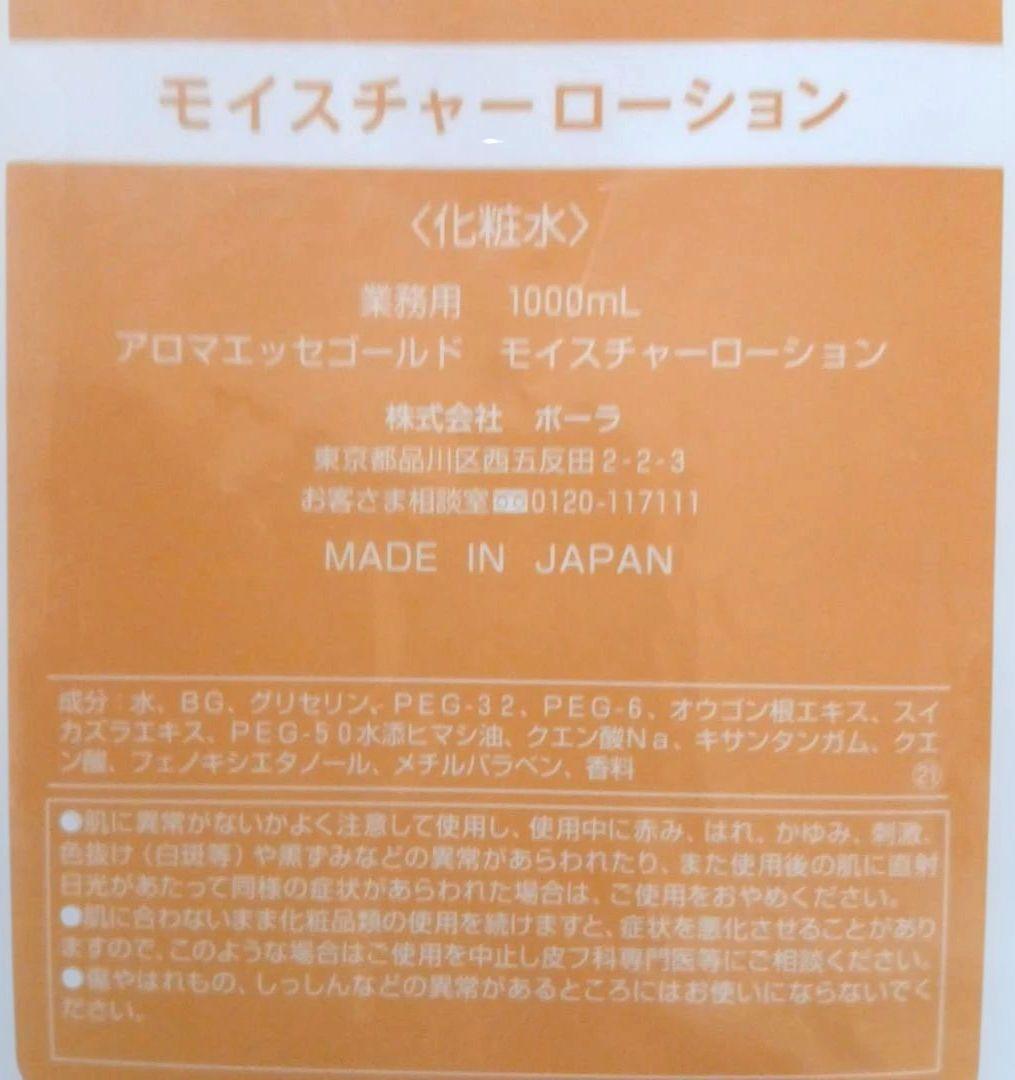 モイスチャーローション
〈化粧水〉
業務用　1000mL
アロマエッセゴールド　モイスチャーローション
株式会社　ポーラ
東京都品川区西五反田2-2-3
お客さま相談室 0120-117111
MADE IN JAPAN
成分：水、BG、グリセリン、PEG-32、PEG-6、オウゴン根エキス、スイ
カズラエキス、PEG-50水添ヒマシ油、クエン酸Na、キサンタンガム、クエ
ン酸、フェノキシエタノール、メチルパラベン、香料　㉑
●肌に異常がないかよく注意して使用し、使用中に赤み、はれ、かゆみ、刺激、
色抜け（白斑等）や黒ずみなどの異常があらわれたり、また使用後の肌に直射
日光があたって同様の症状があらわれた場合は、ご使用をおやめください。
●肌に合わないまま化粧品類の使用を続けますと、症状を悪化させることがあり
ますので、このような場合はご使用を中止し皮フ科専門医等にご相談ください。
●傷やはれもの、しっしんなどの異常があるところにはお使いにならないでく
ださい。